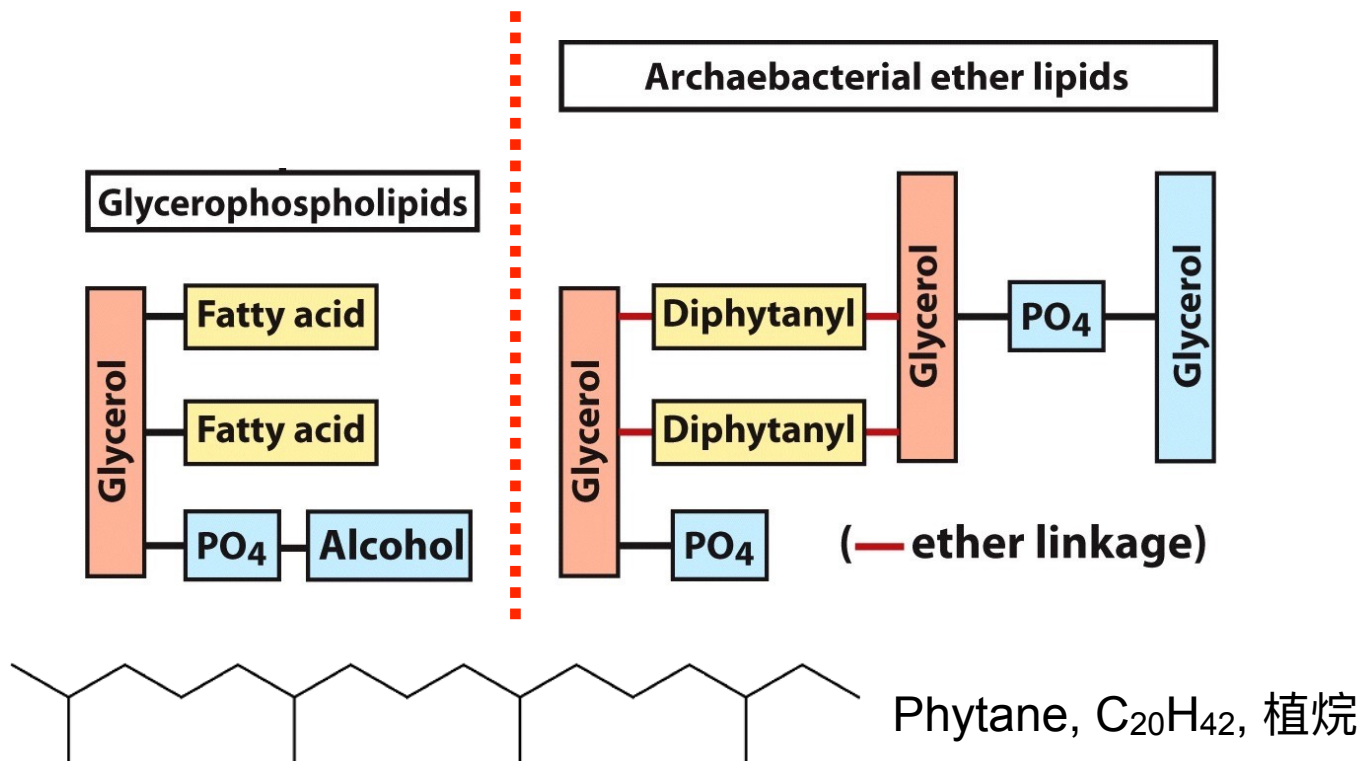 Archaebacterial ether lipids
Glycerophospholipids
Glycerol
Fatty acid
Fatty acid
PO4
Alcohol
Glycerol
Diphytanyl
Diphytanyl
PO4
Glycerol
PO4
Glycerol
(— ether linkage)
Phytane, C20H42, 植烷